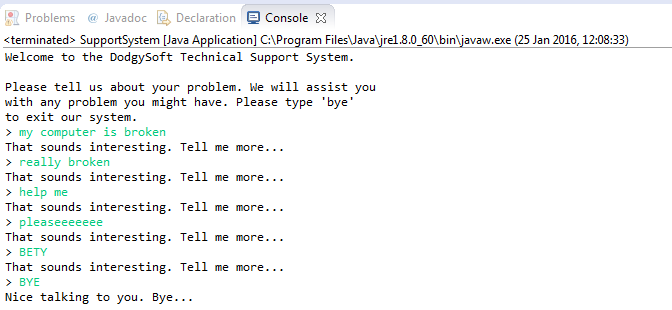 Problems @ Javadoc Declaration Console
<terminated> SupportSystem [Java Application] C:\Program Files\Java\jre1.8.0_60\bin\javaw.exe (25 Jan 2016, 12:08:33)
Welcome to the DodgySoft Technical Support System.
Please tell us about your problem. We will assist you
with any problem you might have. Please type 'bye'
to exit our system.
> my computer is broken
That sounds interesting. Tell me more...
> really broken
That sounds interesting. Tell me more...
> help me
That sounds interesting. Tell me more...
> pleaseeeeeee
That sounds interesting. Tell me more...
> BETY
That sounds interesting. Tell me more...
> BYE
Nice talking to you. Bye...